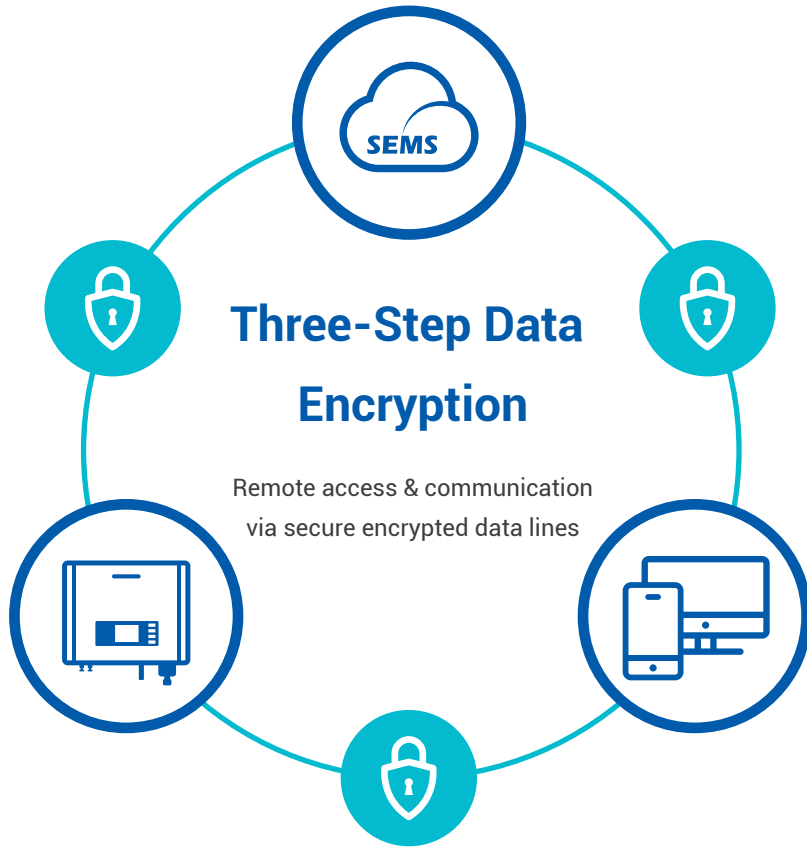 SEMS
Three-Step Data
Encryption
Remote access & communication
via secure encrypted data lines